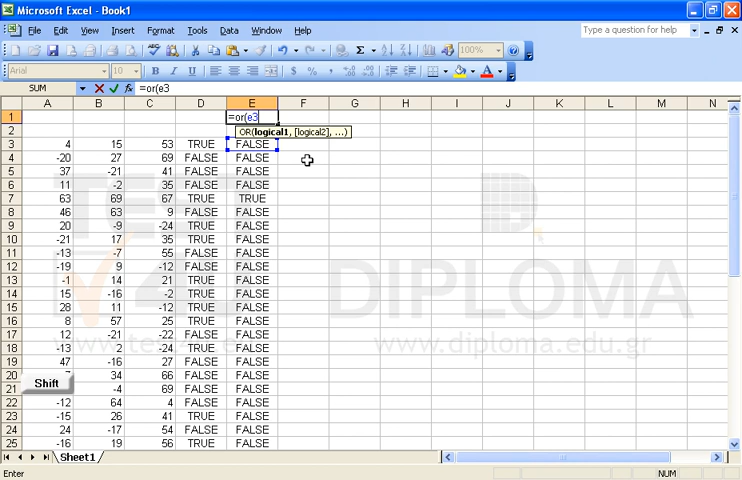 Microsoft Excel - Book1
File Edit View Insert Format Tools Data Window Help Type a question for help
Σ 100%
Arial 10 B I U $ % , A
SUM =or(e3
A B C D E F G H I J K L M N
1 =or(e3
2 OR(logical1, [logical2], ...)
3 4 15 53 TRUE FALSE
4 -20 27 69 FALSE FALSE
5 37 -21 41 FALSE FALSE
6 11 -2 35 FALSE FALSE
7 63 69 67 TRUE TRUE
8 46 63 9 FALSE FALSE
9 20 -9 -24 TRUE FALSE
10 -21 17 35 TRUE FALSE
11 -13 -7 55 FALSE FALSE
12 -19 9 -12 FALSE FALSE
13 -1 14 21 TRUE FALSE
14 15 -16 -2 TRUE FALSE
15 28 11 -12 TRUE FALSE
16 8 57 25 TRUE FALSE
17 12 -21 -22 FALSE FALSE
18 -13 2 -24 TRUE FALSE
19 47 -16 27 FALSE FALSE
20 34 66 FALSE FALSE
21 -4 69 FALSE FALSE
22 -12 64 4 FALSE FALSE
23 -15 26 41 TRUE FALSE
24 24 -17 54 FALSE FALSE
25 -16 19 56 TRUE FALSE
Shift
TEST
4U
DIPLOMA
www.diploma.edu.gr
Sheet1
Enter NUM